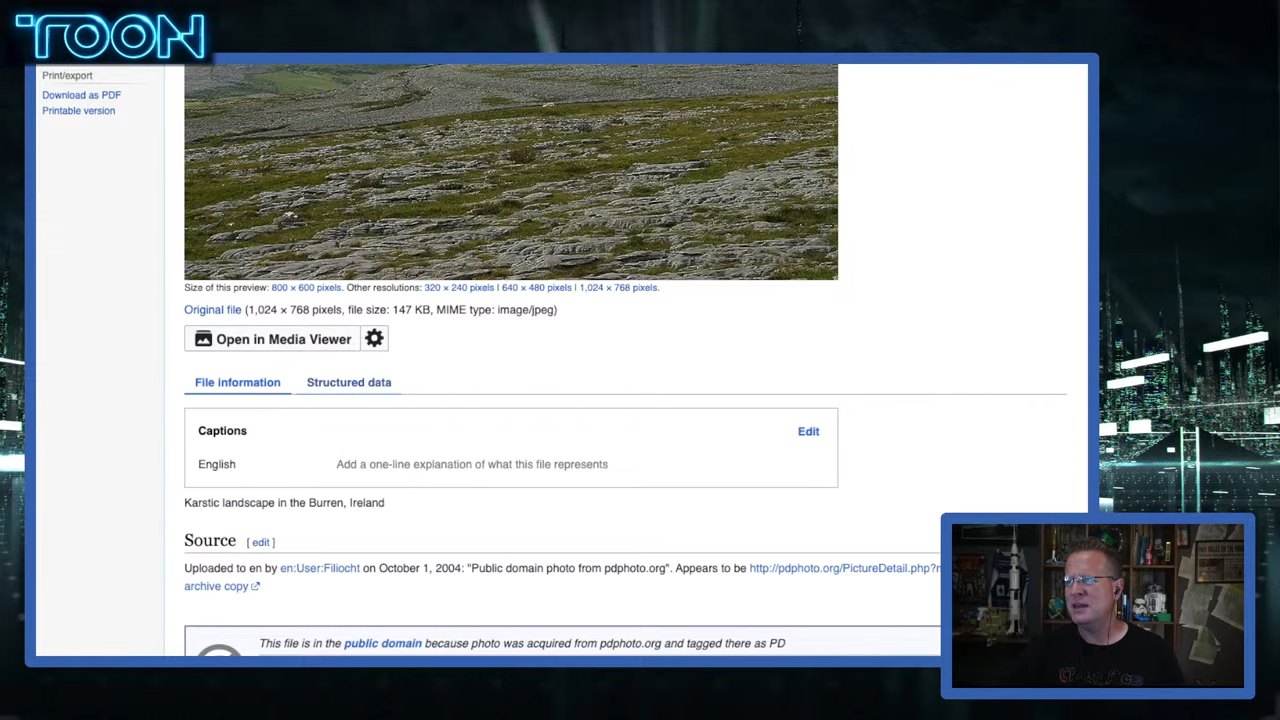 TOON
Print/export
Download as PDF
Printable version
Size of this preview: 800 × 600 pixels. Other resolutions: 320 × 240 pixels | 640 × 480 pixels | 1,024 × 768 pixels.
Original file (1,024 × 768 pixels, file size: 147 KB, MIME type: image/jpeg)
Open in Media Viewer
File information
Structured data
Captions
Edit
English
Add a one-line explanation of what this file represents
Karstic landscape in the Burren, Ireland
Source [ edit ]
Uploaded to en by en:User:Filiocht on October 1, 2004: "Public domain photo from pdphoto.org". Appears to be http://pdphoto.org/PictureDetail.php?
archive copy
This file is in the public domain because photo was acquired from pdphoto.org and tagged there as PD